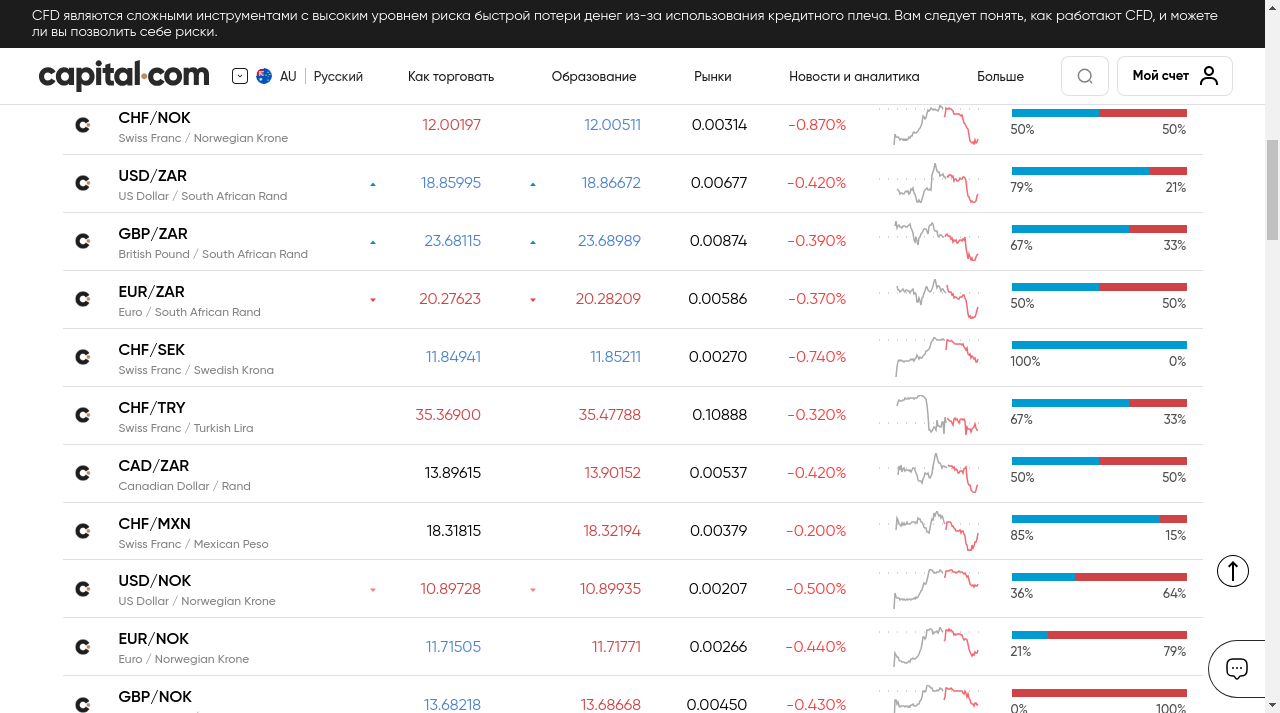 CFD являются сложными инструментами с высоким уровнем риска быстрой потери денег из-за использования кредитного плеча. Вам следует понять, как работают CFD, и можете
ли вы позволить себе риски.
capital.com AU Русский Как торговать Образование Рынки Новости и аналитика Больше Мой счет
CHF/NOK 12.00197 12.00511 0.00314 -0.870%
Swiss Franc / Norwegian Krone 50% 50%
USD/ZAR 18.85995 18.86672 0.00677 -0.420%
US Dollar / South African Rand 79% 21%
GBP/ZAR 23.68115 23.68989 0.00874 -0.390%
British Pound / South African Rand 67% 33%
EUR/ZAR 20.27623 20.28209 0.00586 -0.370%
Euro / South African Rand 50% 50%
CHF/SEK 11.84941 11.85211 0.00270 -0.740%
Swiss Franc / Swedish Krona 100% 0%
CHF/TRY 35.36900 35.47788 0.10888 -0.320%
Swiss Franc / Turkish Lira 67% 33%
CAD/ZAR 13.89615 13.90152 0.00537 -0.420%
Canadian Dollar / Rand 50% 50%
CHF/MXN 18.31815 18.32194 0.00379 -0.200%
Swiss Franc / Mexican Peso 85% 15%
USD/NOK 10.89728 10.89935 0.00207 -0.500%
US Dollar / Norwegian Krone 36% 64%
EUR/NOK 11.71505 11.71771 0.00266 -0.440%
Euro / Norwegian Krone 21% 79%
GBP/NOK 13.68218 13.68668 0.00450 -0.430%
0% 100%